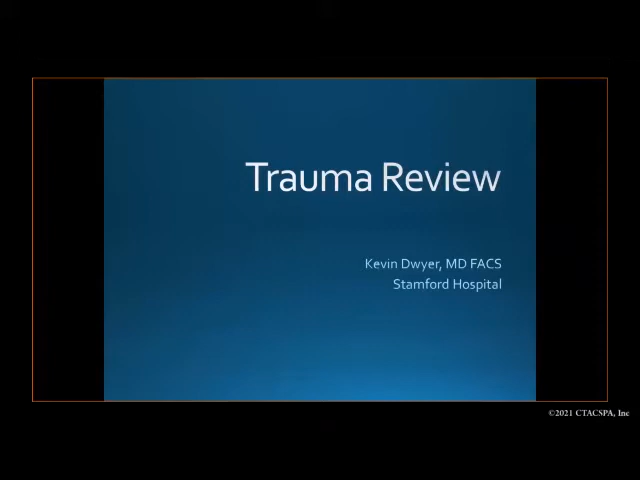 Trauma Review
Kevin Dwyer, MD FACS
Stamford Hospital
©2021 CTACSPA, Inc